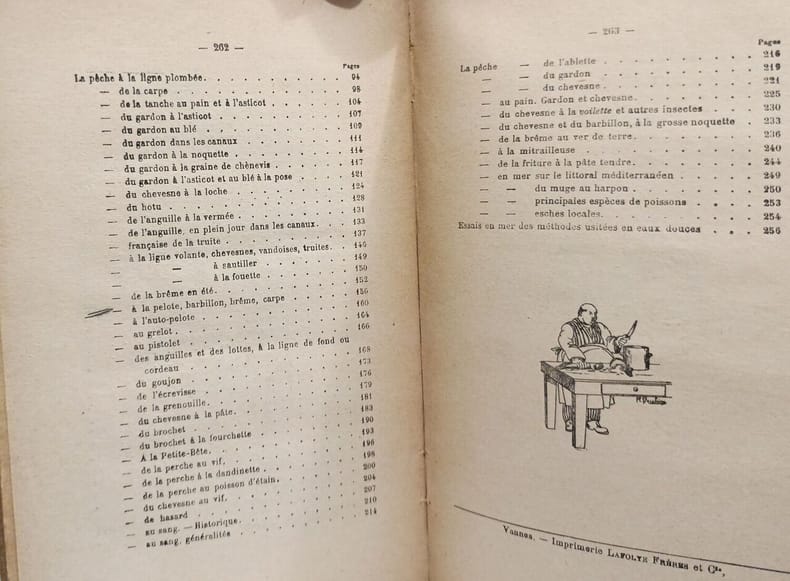 — 262 —
Pages
La pêche à la ligne plombée. . . . . . . . . . . 94
— de la carpe . . . . . . . . . . . 98
— de la tanche au pain et à l'asticot . . . . . . . 104
— du gardon à l'asticot . . . . . . . . . . 107
— du gardon au blé . . . . . . . . . . 109
— du gardon dans les canaux . . . . . . . . . 111
— du gardon à la noquette . . . . . . . . . 114
— du gardon à la graine de chènevis . . . . . . . 117
— du gardon à l'asticot et au blé à la pose . . . . . . 121
— du chevesne à la loche . . . . . . . . . 124
— du hotu . . . . . . . . . . . 128
— de l'anguille à la vermée . . . . . . . . . 131
— de l'anguille, en plein jour dans les canaux. . . . . 133
— française de la truite . . . . . . . . . 137
— à la ligne volante, chevesnes, vandoises, truites. . . . 146
— — à sautiller . . . . . . . 149
— — à la fouette . . . . . . . 150
— de la brême en été. . . . . . . . . . 152
— à la pelote, barbillon, brême, carpe . . . . . . 156
— à l'auto-pelote . . . . . . . . . . 160
— au grelot. . . . . . . . . . . 164
— au pistolet . . . . . . . . . . 166
— des anguilles et des lottes, à la ligne de fond ou
cordeau . . . . . . . . . . 168
— du goujon . . . . . . . . . . 173
— de l'écrevisse . . . . . . . . . . 176
— de la grenouille. . . . . . . . . . 179
— du chevesne à la pâte. . . . . . . . . 181
— du brochet . . . . . . . . . . 183
— du brochet à la fourchette . . . . . . . . 190
— A la Petite-Bête. . . . . . . . . . 193
— de la perche au vif. . . . . . . . . . 196
— de la perche à la dandinette . . . . . . . . 198
— de la perche au poisson d'étain. . . . . . . 200
— du chevesne au vif. . . . . . . . . . 204
— de hasard . . . . . . . . . . 207
— au sang. — Historique. . . . . . . . . 210
— au sang, généralités . . . . . . . . . 214
— 263 —
Pages
La pêche — de l'ablette . . . . . . . . 216
— — du gardon . . . . . . . . 219
— — du chevesne . . . . . . . . 221
— au pain. Gardon et chevesne. . . . . . . 225
— du chevesne à la voilette et autres insectes . . . . 230
— du chevesne et du barbillon, à la grosse noquette . . 233
— de la brême au ver de terre. . . . . . . 236
— à la mitrailleuse . . . . . . . . . 240
— de la friture à la pâte tendre. . . . . . . 244
— en mer sur le littoral méditerranéen . . . . . 249
— — du muge au harpon . . . . . . 250
— — principales espèces de poissons . . . . 253
— — esches locales. . . . . . . . 254
Essais en mer des méthodes usitées en eaux douces . . . 256
Vannes. — Imprimerie LAFOLYE FRÈRES et Cie.